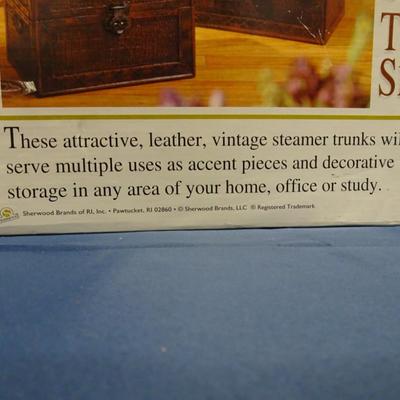 T
These attractive, leather, vintage steamer trunks wil
serve multiple uses as accent pieces and decorative
storage in any area of your home, office or study.
Sherwood Brands of RI, Inc. • Pawtucket, RI 02860 • © Sherwood Brands, LLC ® Registered Trademark